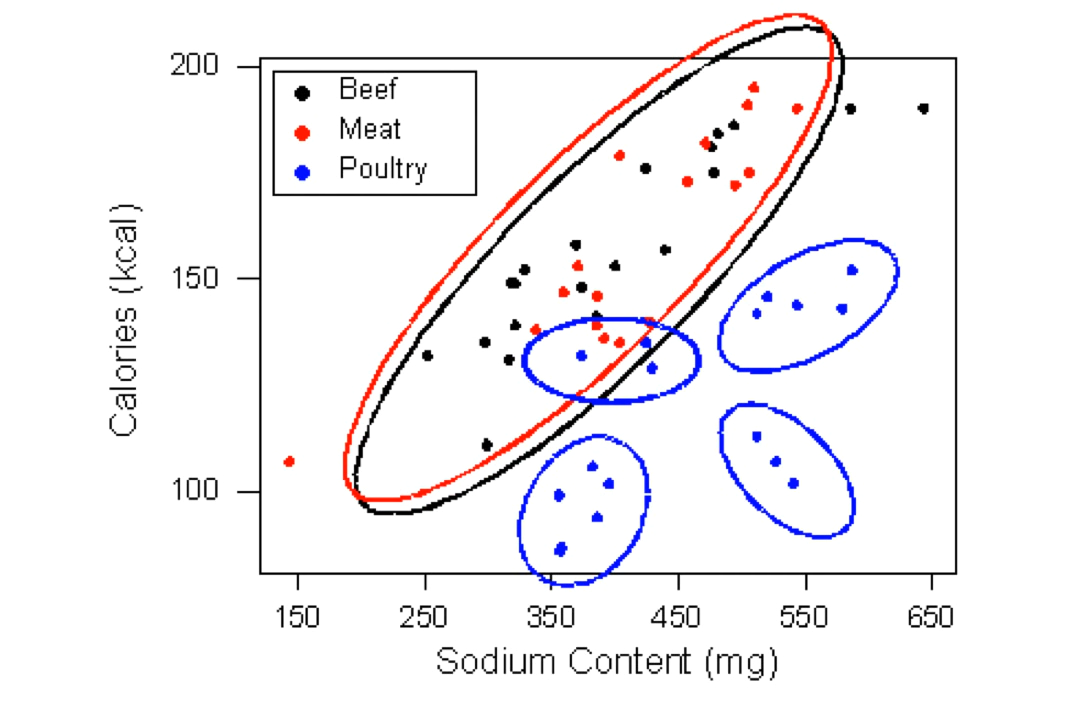 200
Beef
Meat
Poultry
150
100
Calories (kcal)
150 250 350 450 550 650
Sodium Content (mg)